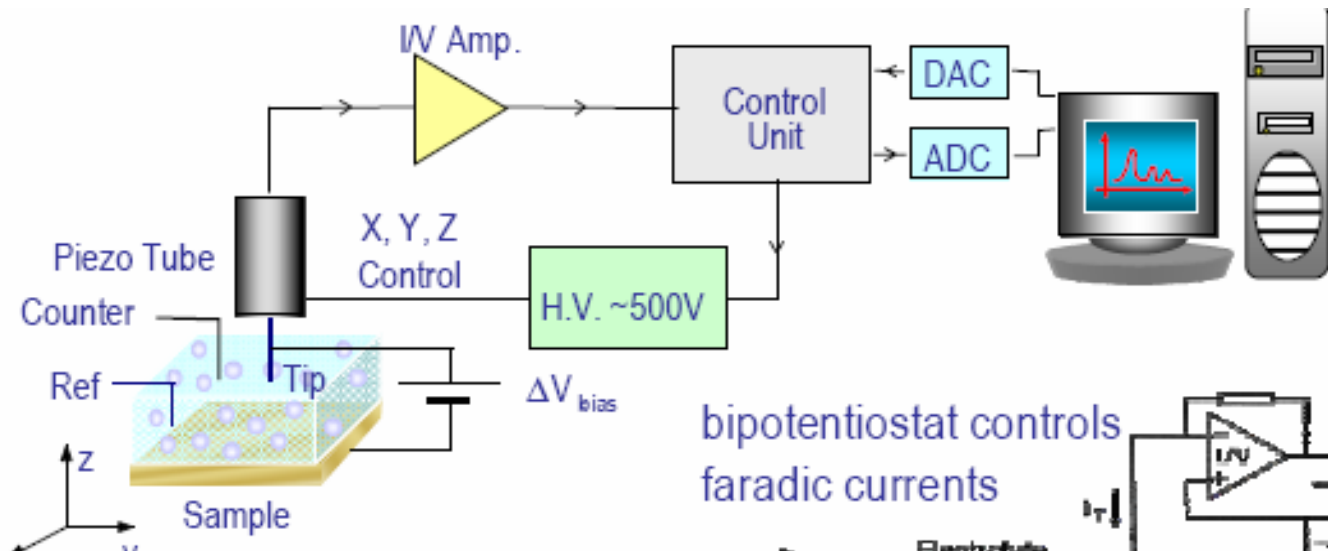 I/V Amp.
Control
Unit
DAC
ADC
Piezo Tube
X, Y, Z
Control
H.V. ~500V
Counter
Ref
Tip
ΔV bias
Z
Sample
bipotentiostat controls
faradic currents
I/V
i_T